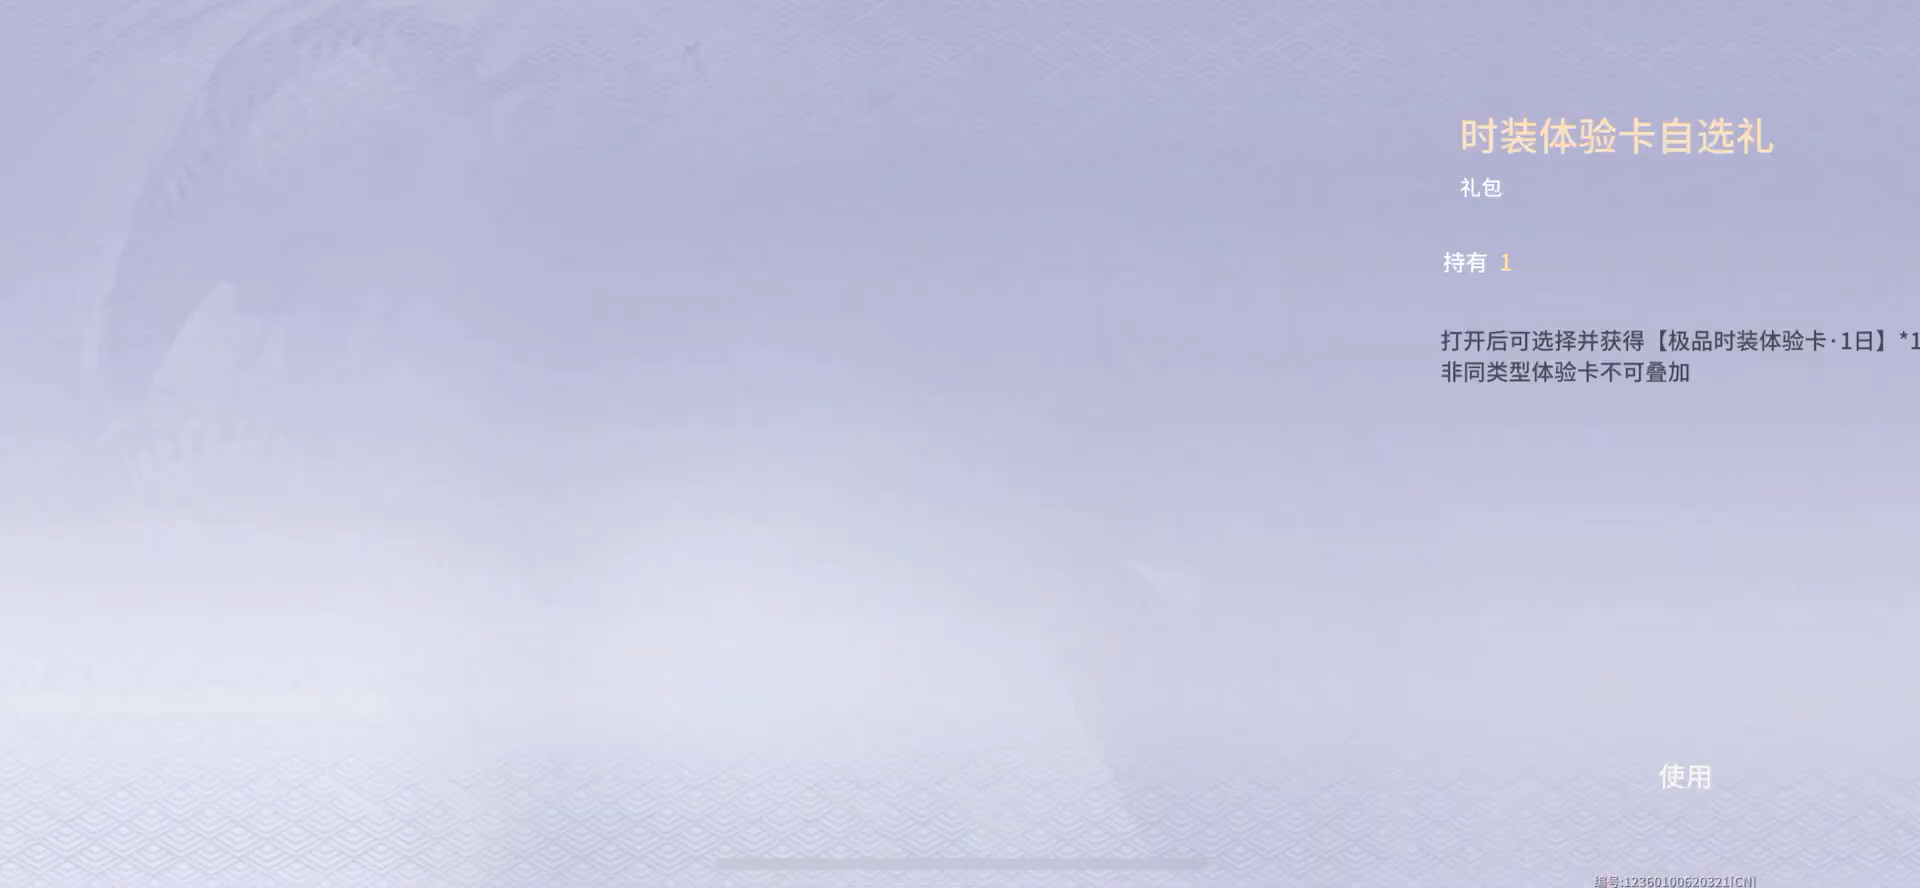 时装体验卡自选礼
礼包
持有 1
打开后可选择并获得【极品时装体验卡·1日】*1
非同类型体验卡不可叠加
使用
编号:12360100620321[CN]